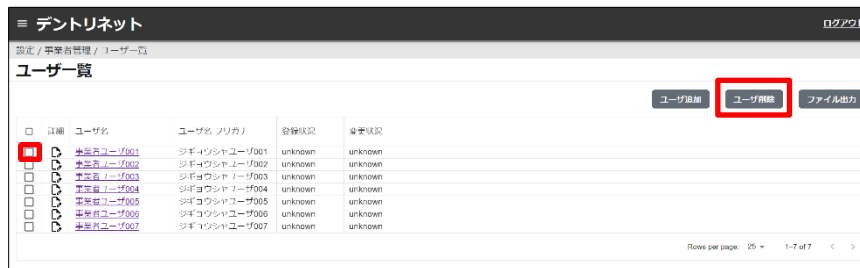 ≡ デントリネット ログアウト
設定 / 事業者管理 / ユーザ一覧
ユーザ一覧
ユーザ追加 ユーザ削除 ファイル出力
詳細 ユーザ名 ユーザ名 フリガナ 登録状況 変更状況
事業者ユーザ001 ジギョウシャユーザ001 unknown unknown
事業者ユーザ002 ジギョウシャユーザ002 unknown unknown
事業者ユーザ003 ジギョウシャユーザ003 unknown unknown
事業者ユーザ004 ジギョウシャユーザ004 unknown unknown
事業者ユーザ005 ジギョウシャユーザ005 unknown unknown
事業者ユーザ006 ジギョウシャユーザ006 unknown unknown
事業者ユーザ007 ジギョウシャユーザ007 unknown unknown
Rows per page: 25 1–7 of 7 < >